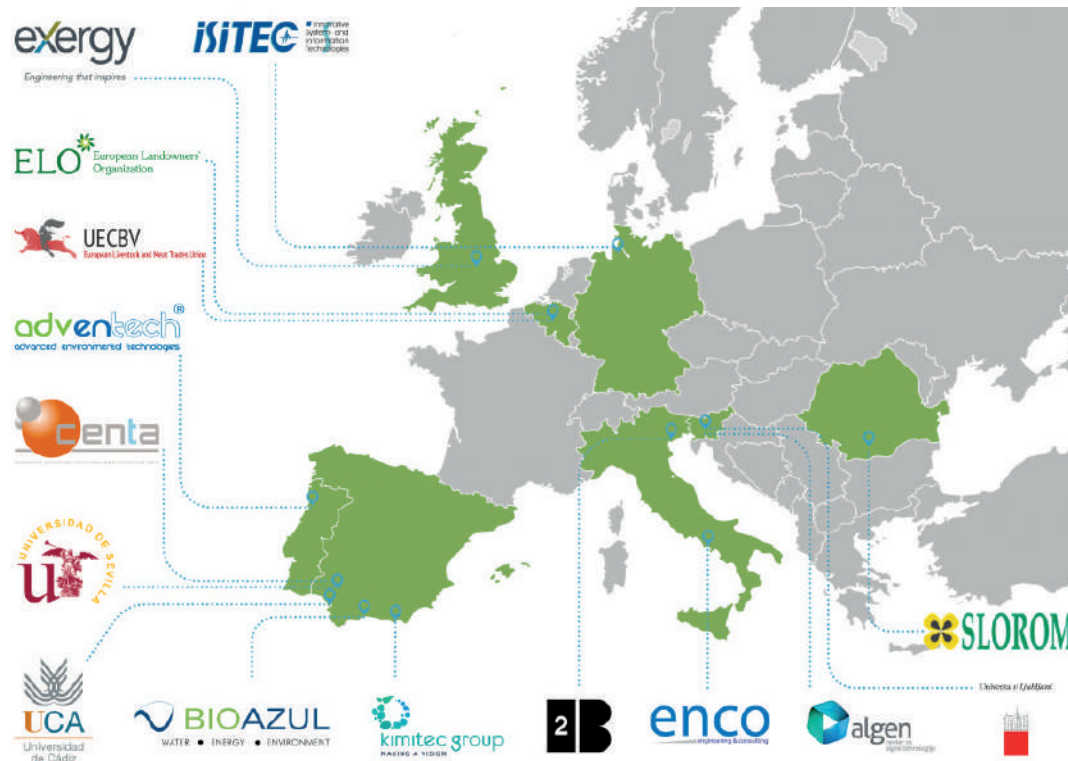 exergy
Engineering that inspires
iSiTEC
innovative
System- and
Information
Technologies
ELO
European Landowners'
Organization
UECBV
European Livestock and Meat Trades Union
adventech®
advanced environmental technologies
centa
UNIVERSIDAD DE SEVILLA
U
UCA
Universidad
de Cádiz
BIOAZUL
WATER • ENERGY • ENVIRONMENT
kimitec group
MAKING A VISION
2B
enco
engineering & consulting
algen
SLOROM
Univerza v Ljubljani